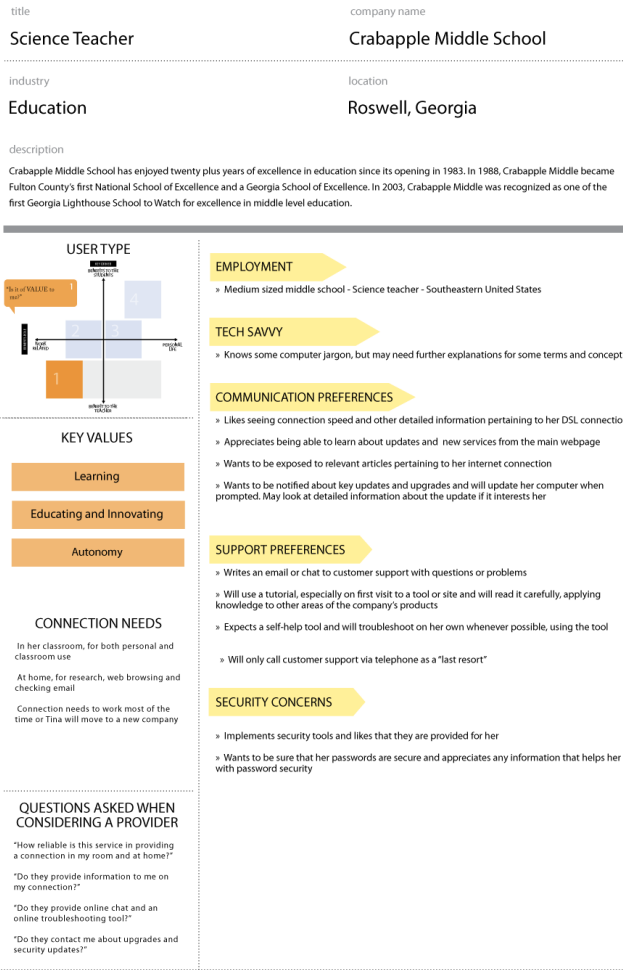 title
company name
Science Teacher
Crabapple Middle School
industry
location
Education
Roswell, Georgia
description
Crabapple Middle School has enjoyed twenty plus years of excellence in education since its opening in 1983. In 1988, Crabapple Middle became
Fulton County's first National School of Excellence and a Georgia School of Excellence. In 2003, Crabapple Middle was recognized as one of the
first Georgia Lighthouse School to Watch for excellence in middle level education.
USER TYPE
BENEFITS TO THE
STUDENTS
"Is it of VALUE to
me?"
1
4
2
3
WORK
RELATED
PERSONAL
LIFE
1
BENEFITS TO THE
TEACHER
KEY VALUES
Learning
Educating and Innovating
Autonomy
CONNECTION NEEDS
In her classroom, for both personal and
classroom use
At home, for research, web browsing and
checking email
Connection needs to work most of the
time or Tina will move to a new company
QUESTIONS ASKED WHEN
CONSIDERING A PROVIDER
"How reliable is this service in providing
a connection in my room and at home?"
"Do they provide information to me on
my connection?"
"Do they provide online chat and an
online troubleshooting tool?"
"Do they contact me about upgrades and
security updates?"
EMPLOYMENT
» Medium sized middle school - Science teacher - Southeastern United States
TECH SAVVY
» Knows some computer jargon, but may need further explanations for some terms and concept
COMMUNICATION PREFERENCES
» Likes seeing connection speed and other detailed information pertaining to her DSL connectio
» Appreciates being able to learn about updates and new services from the main webpage
» Wants to be exposed to relevant articles pertaining to her internet connection
» Wants to be notified about key updates and upgrades and will update her computer when
prompted. May look at detailed information about the update if it interests her
SUPPORT PREFERENCES
» Writes an email or chat to customer support with questions or problems
» Will use a tutorial, especially on first visit to a tool or site and will read it carefully, applying
knowledge to other areas of the company's products
» Expects a self-help tool and will troubleshoot on her own whenever possible, using the tool
» Will only call customer support via telephone as a "last resort"
SECURITY CONCERNS
» Implements security tools and likes that they are provided for her
» Wants to be sure that her passwords are secure and appreciates any information that helps her
with password security